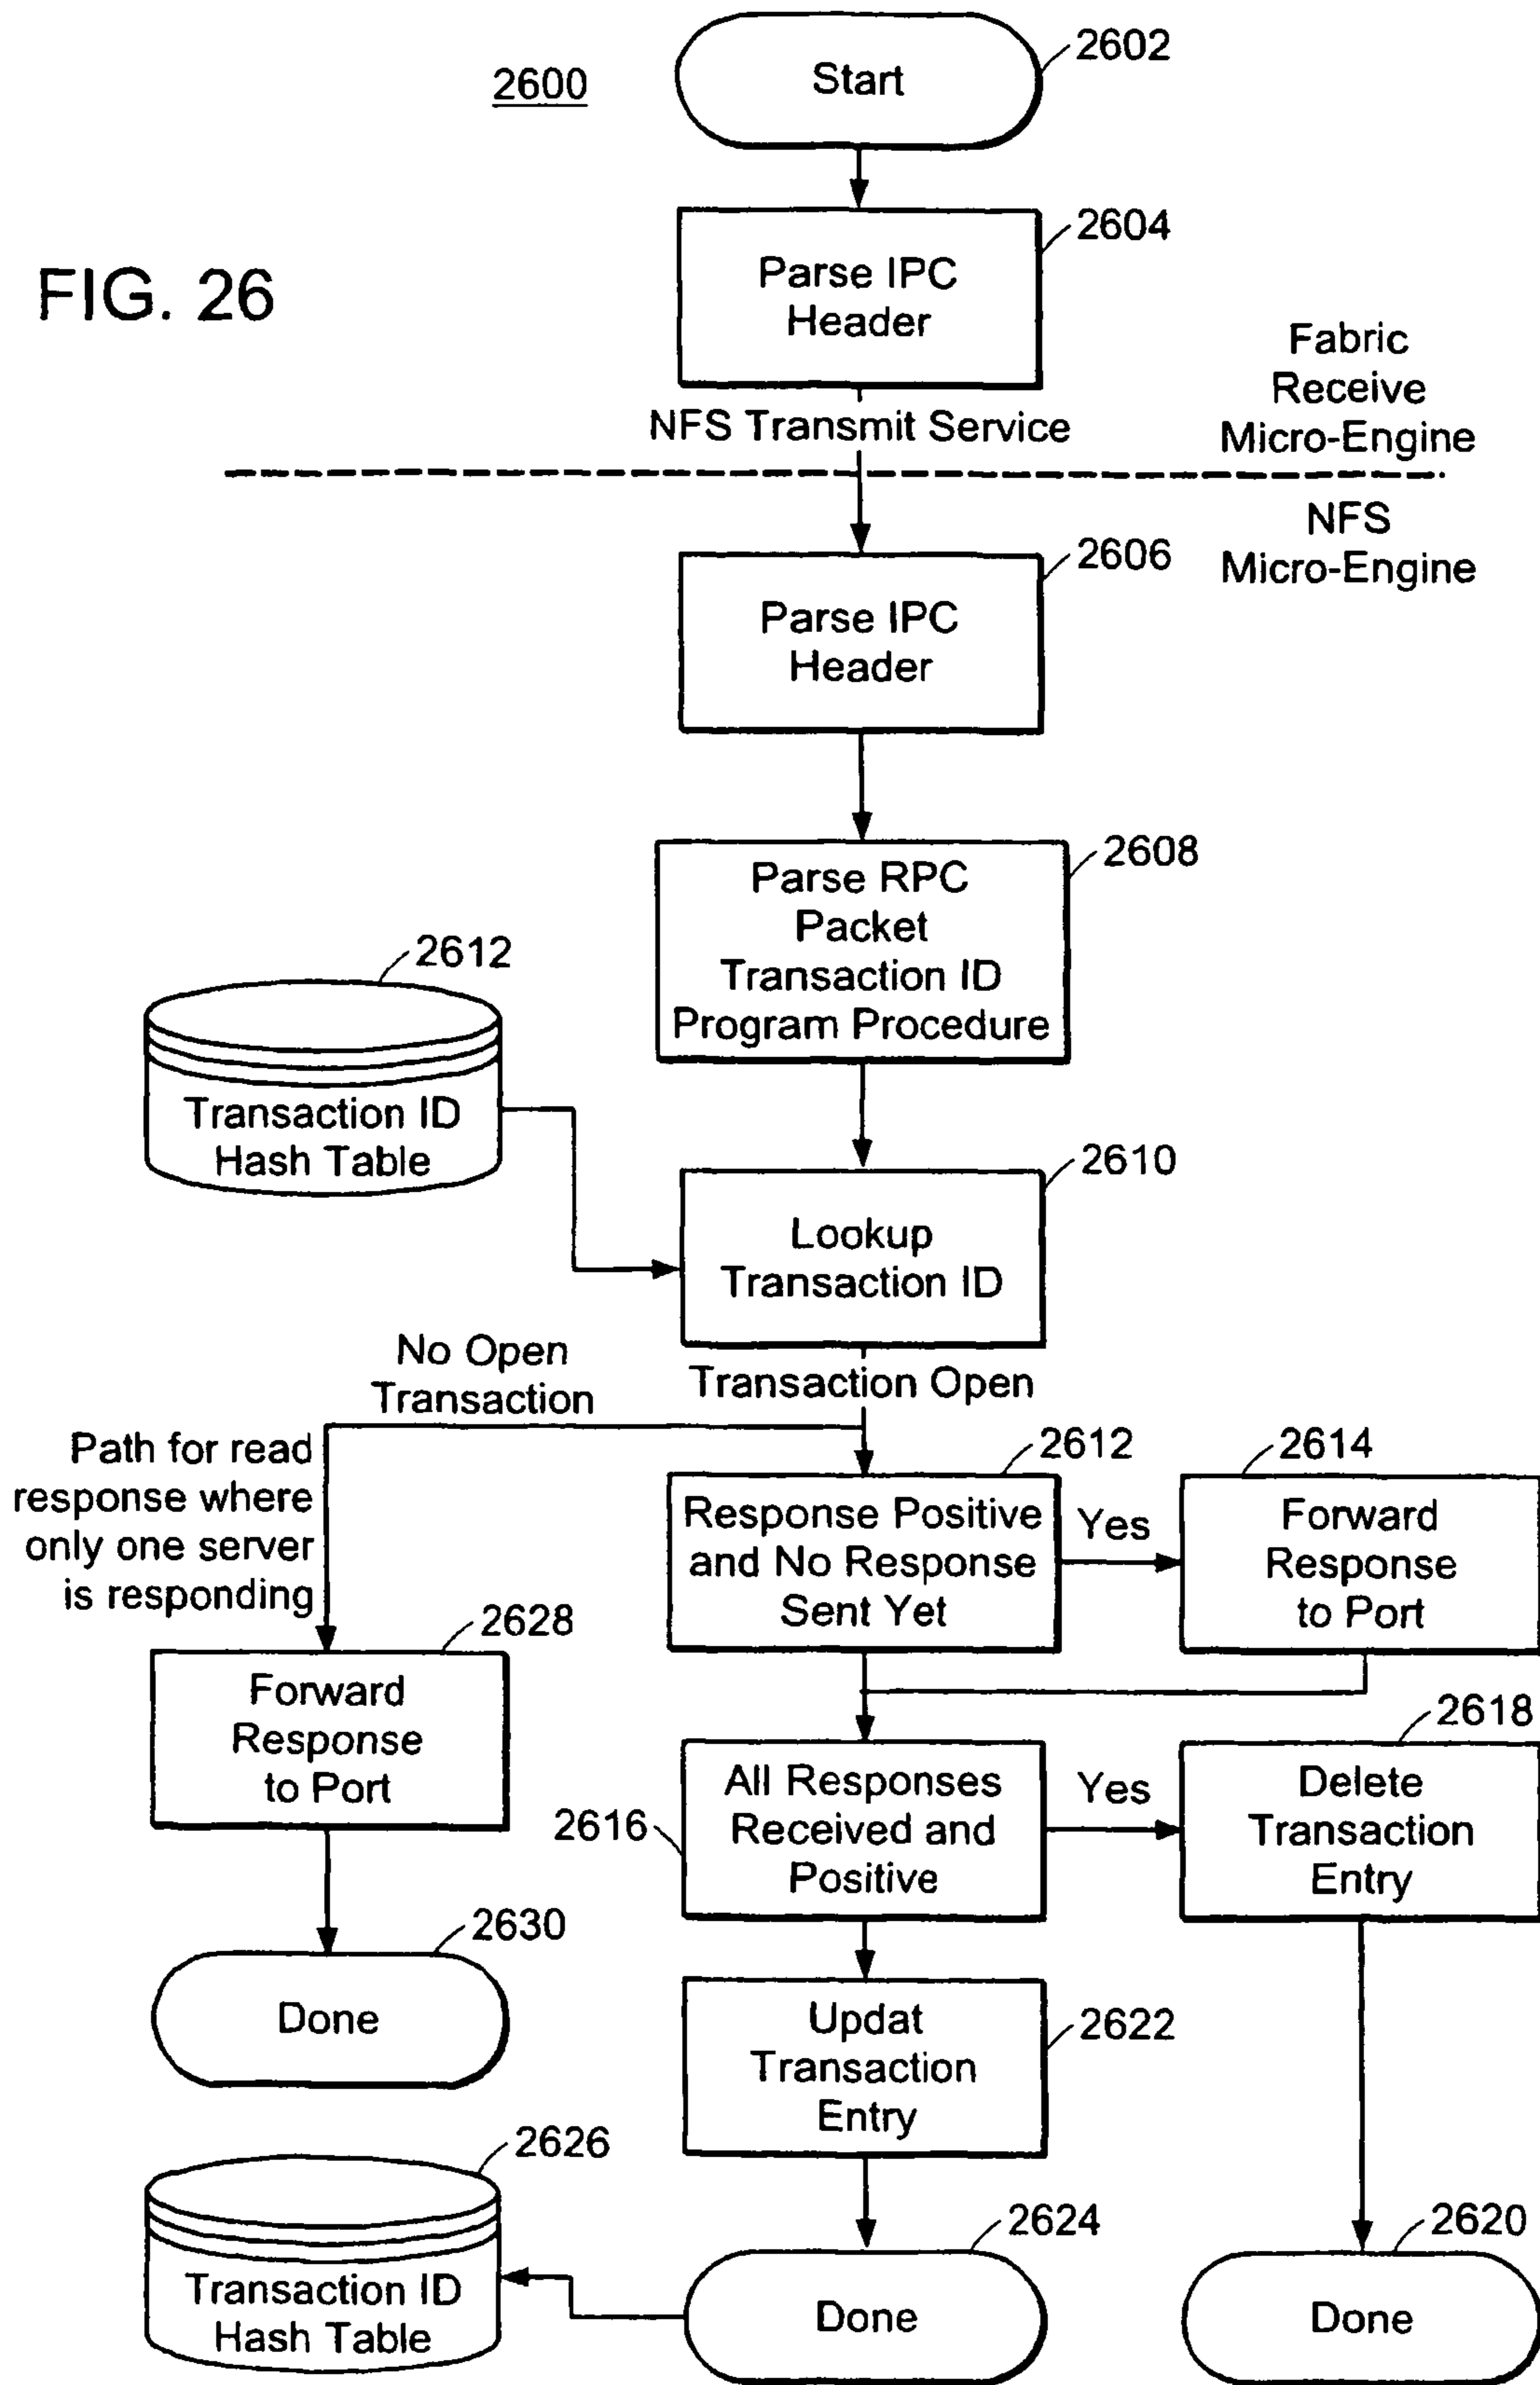 2602
2600
Start
2604
FIG. 26
Parse IPC
Header
Fabric
Receive
Micro-Engine
NFS Transmit Service
NFS
Micro-Engine
2606
Parse IPC
Header
2608
Parse RPC
Packet
Transaction ID
Program Procedure
2612
Transaction ID
Hash Table
2610
Lookup
Transaction ID
No Open
Transaction
Transaction Open
Path for read
response where
only one server
is responding
2612
Response Positive
and No Response
Sent Yet
Yes
2614
Forward
Response
to Port
2628
Forward
Response
to Port
2616
All Responses
Received and
Positive
Yes
2618
Delete
Transaction
Entry
2630
Done
Updat
Transaction
Entry
2622
2626
Transaction ID
Hash Table
2624
Done
2620
Done